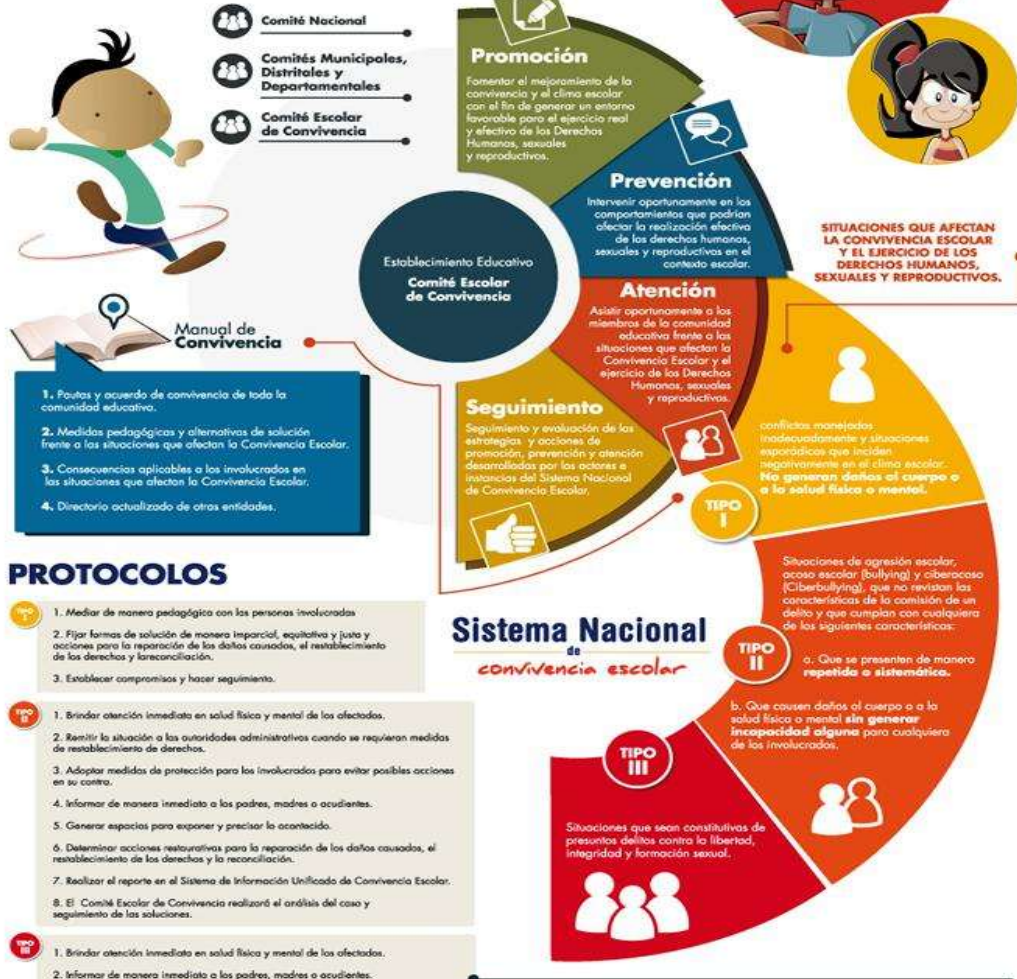 Comité Nacional
Comités Municipales,
Distritales y
Departamentales
Comité Escolar
de Convivencia
Promoción
Fomentar el mejoramiento de la
convivencia y el clima escolar
con el fin de generar un entorno
favorable para el ejercicio real
y efectivo de los Derechos
Humanos, sexuales
y reproductivos.
Prevención
Intervenir oportunamente en los
comportamientos que podrían
afectar la realización efectiva
de los derechos humanos,
sexuales y reproductivos en el
contexto escolar.
SITUACIONES QUE AFECTAN
LA CONVIVENCIA ESCOLAR
Y EL EJERCICIO DE LOS
DERECHOS HUMANOS,
SEXUALES Y REPRODUCTIVOS.
Establecimiento Educativo
Comité Escolar
de Convivencia
Atención
Asistir oportunamente a los
miembros de la comunidad
educativa frente a las
situaciones que afectan la
Convivencia Escolar y el
ejercicio de los Derechos
Humanos, sexuales
y reproductivos.
Manual de
Convivencia
1. Pautas y acuerdo de convivencia de toda la
comunidad educativa.
2. Medidas pedagógicas y alternativas de solución
frente a las situaciones que afectan la Convivencia Escolar.
3. Consecuencias aplicables a los involucrados en
las situaciones que afectan la Convivencia Escolar.
4. Directorio actualizado de otras entidades.
Seguimiento
Seguimiento y evaluación de las
estrategias y acciones de
promoción, prevención y atención
desarrolladas por los actores e
instancias del Sistema Nacional
de Convivencia Escolar.
TIPO
I
conflictos manejados
inadecuadamente y situaciones
esporádicas que inciden
negativamente en el clima escolar.
No generan daños al cuerpo o
a la salud física o mental.
TIPO
II
Situaciones de agresión escolar,
acoso escolar (bullying) y ciberacoso
(Ciberbullying), que no revistan las
características de la comisión de un
delito y que cumplan con cualquiera
de las siguientes características:
a. Que se presenten de manera
repetida o sistemática.
b. Que causen daños al cuerpo o a la
salud física o mental sin generar
incapacidad alguna para cualquiera
de los involucrados.
TIPO
III
Situaciones que sean constitutivas de
presuntos delitos contra la libertad,
integridad y formación sexual.
Sistema Nacional
de
convivencia escolar
PROTOCOLOS
TIPO
I
1. Mediar de manera pedagógica con las personas involucradas
2. Fijar formas de solución de manera imparcial, equitativa y justa y
acciones para la reparación de los daños causados, el restablecimiento
de los derechos y lareconciliación.
3. Establecer compromisos y hacer seguimiento.
TIPO
II
1. Brindar atención inmediata en salud física y mental de los afectados.
2. Remitir la situación a las autoridades administrativas cuando se requieran medidas
de restablecimiento de derechos.
3. Adoptar medidas de protección para los involucrados para evitar posibles acciones
en su contra.
4. Informar de manera inmediata a los padres, madres o acudientes.
5. Generar espacios para exponer y precisar lo acontecido.
6. Determinar acciones restaurativas para la reparación de los daños causados, el
restablecimiento de los derechos y la reconciliación.
7. Realizar el reporte en el Sistema de Información Unificado de Convivencia Escolar.
8. El Comité Escolar de Convivencia realizará el análisis del caso y
seguimiento de las soluciones.
TIPO
III
1. Brindar atención inmediata en salud física y mental de los afectados.
2. Informar de manera inmediata a los padres, madres o acudientes.